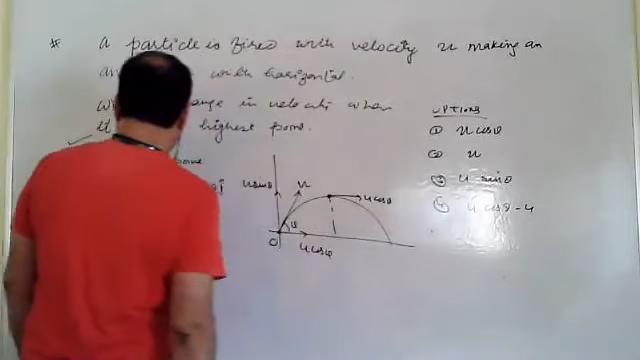 * A particle is fired with velocity u making an
an with horizontal.
in velocity when
highest point.
OPTIONS
① u cosθ
② u
③ u sinθ
④ u cosθ - u
u sinθ
u
u cosθ
θ
O
u cosθ